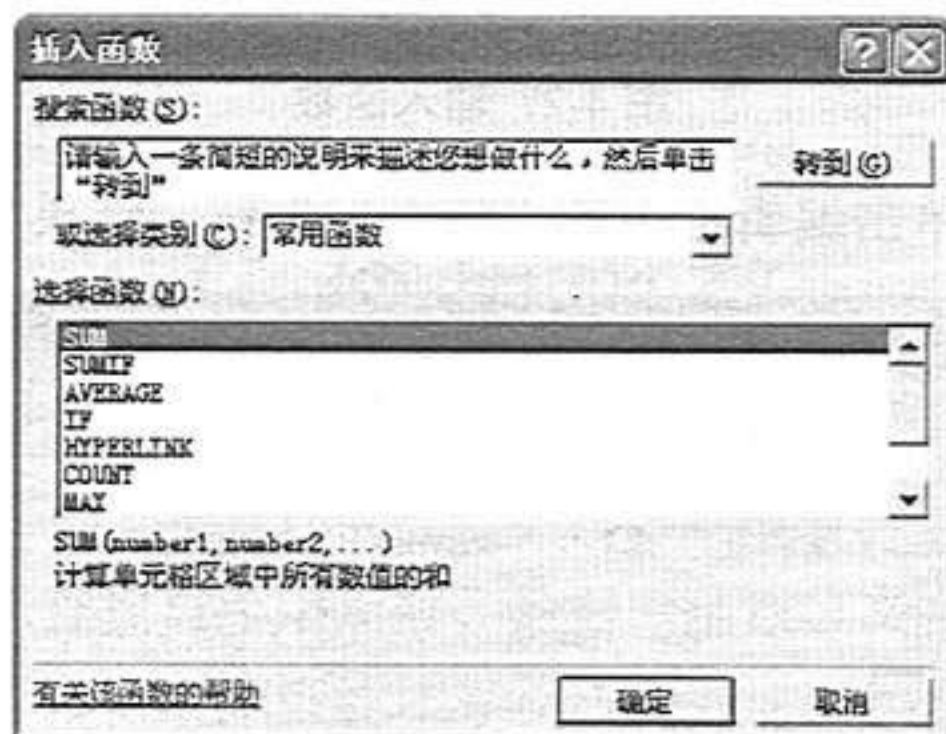 插入函数
搜索函数(S):
请输入一条简短的说明来描述您想做什么，然后单击
“转到”
转到(G)
或选择类别(C): 常用函数
选择函数(N):
SUM
SUMIF
AVERAGE
IF
HYPERLINK
COUNT
MAX
SUM(number1,number2,...)
计算单元格区域中所有数值的和
有关该函数的帮助
确定
取消